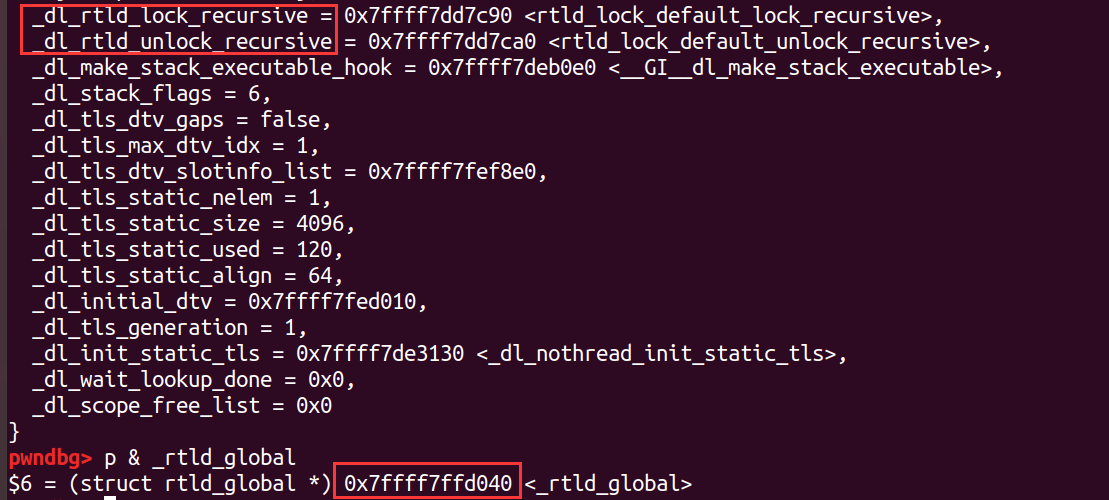 _dl_rtld_lock_recursive = 0x7ffff7dd7c90 <rtld_lock_default_lock_recursive>,
_dl_rtld_unlock_recursive = 0x7ffff7dd7ca0 <rtld_lock_default_unlock_recursive>,
_dl_make_stack_executable_hook = 0x7ffff7deb0e0 <__GI__dl_make_stack_executable>,
_dl_stack_flags = 6,
_dl_tls_dtv_gaps = false,
_dl_tls_max_dtv_idx = 1,
_dl_tls_dtv_slotinfo_list = 0x7ffff7fef8e0,
_dl_tls_static_nelem = 1,
_dl_tls_static_size = 4096,
_dl_tls_static_used = 120,
_dl_tls_static_align = 64,
_dl_initial_dtv = 0x7ffff7fed010,
_dl_tls_generation = 1,
_dl_init_static_tls = 0x7ffff7de3130 <_dl_nothread_init_static_tls>,
_dl_wait_lookup_done = 0x0,
_dl_scope_free_list = 0x0
}
pwndbg> p & _rtld_global
$6 = (struct rtld_global *) 0x7ffff7ffd040 <_rtld_global>